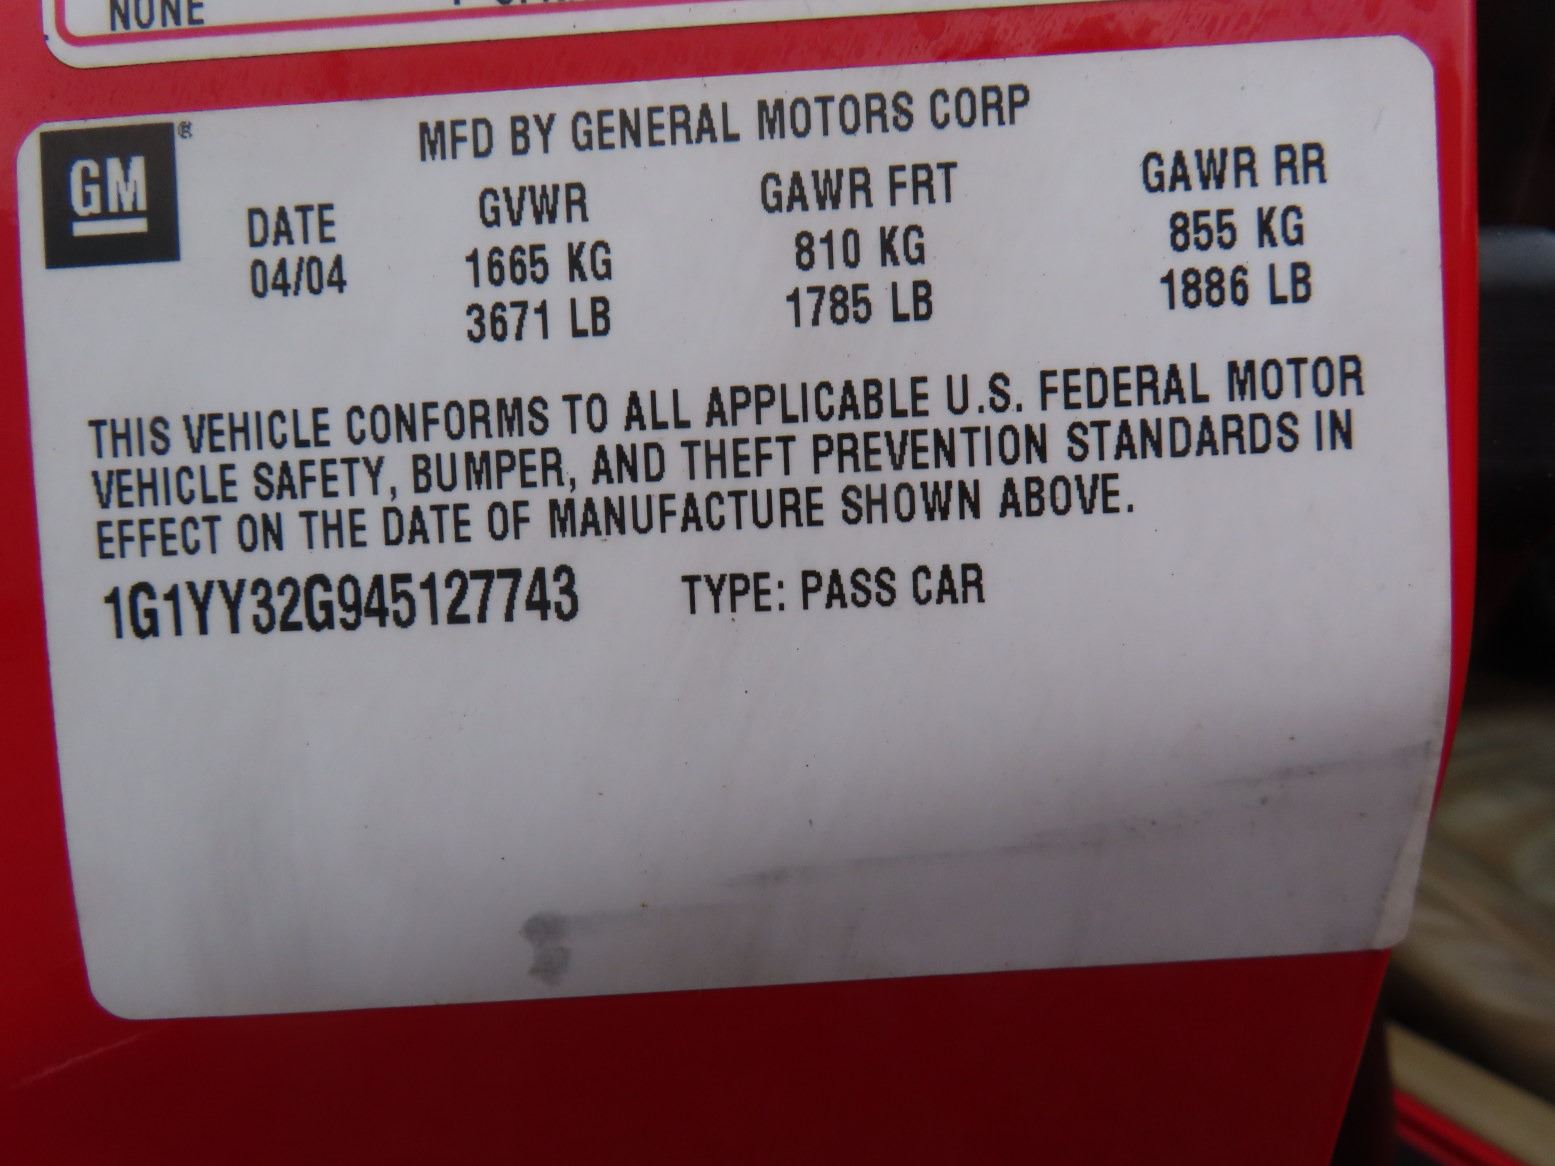 NONE
GM ®
MFD BY GENERAL MOTORS CORP
DATE GVWR GAWR FRT GAWR RR
04/04 1665 KG 810 KG 855 KG
3671 LB 1785 LB 1886 LB
THIS VEHICLE CONFORMS TO ALL APPLICABLE U.S. FEDERAL MOTOR
VEHICLE SAFETY, BUMPER, AND THEFT PREVENTION STANDARDS IN
EFFECT ON THE DATE OF MANUFACTURE SHOWN ABOVE.
1G1YY32G945127743 TYPE: PASS CAR